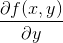 ∂f(x, y)
∂y